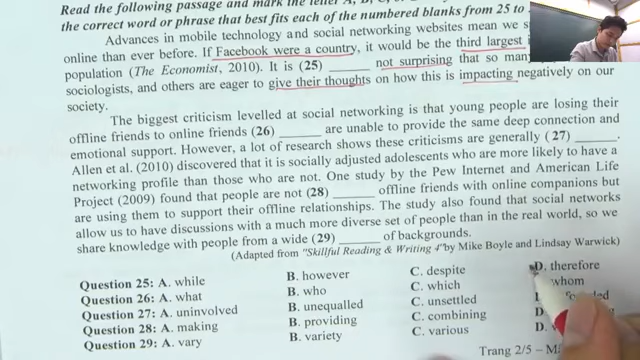 Read the following passage and mark the letter A, B, C,
the correct word or phrase that best fits each of the numbered blanks from 25 to
Advances in mobile technology and social networking websites mean we
online than ever before. If Facebook were a country, it would be the third largest
population (The Economist, 2010). It is (25) _____ not surprising that so many
sociologists, and others are eager to give their thoughts on how this is impacting negatively on our
society.
The biggest criticism levelled at social networking is that young people are losing their
offline friends to online friends (26) _____ are unable to provide the same deep connection and
emotional support. However, a lot of research shows these criticisms are generally (27) _____.
Allen et al. (2010) discovered that it is socially adjusted adolescents who are more likely to have a
networking profile than those who are not. One study by the Pew Internet and American Life
Project (2009) found that people are not (28) _____ offline friends with online companions but
are using them to support their offline relationships. The study also found that social networks
allow us to have discussions with a much more diverse set of people than in the real world, so we
share knowledge with people from a wide (29) _____ of backgrounds.
(Adapted from "Skillful Reading & Writing 4" by Mike Boyle and Lindsay Warwick)
Question 25: A. while B. however C. despite D. therefore
Question 26: A. what B. who C. which whom
Question 27: A. uninvolved B. unequalled C. unsettled
Question 28: A. making B. providing C. combining D.
Question 29: A. vary B. variety C. various D.
Trang 2/5 - M